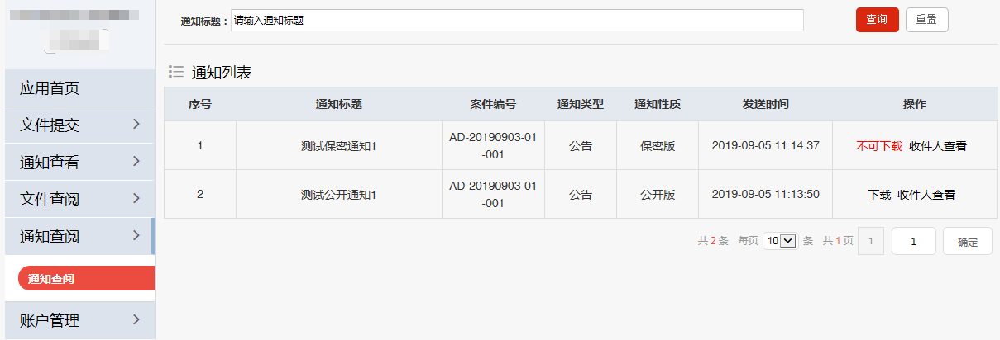 通知标题： 请输入通知标题 查询 重置
应用首页
文件提交
通知查看
文件查阅
通知查阅
通知查阅
账户管理
通知列表
序号 通知标题 案件编号 通知类型 通知性质 发送时间 操作
1 测试保密通知1 AD-20190903-01
-001 公告 保密版 2019-09-05 11:14:37 不可下载 收件人查看
2 测试公开通知1 AD-20190903-01
-001 公告 公开版 2019-09-05 11:13:50 下载 收件人查看
共 2 条 每页 10 条 共 1 页 1 1 确定